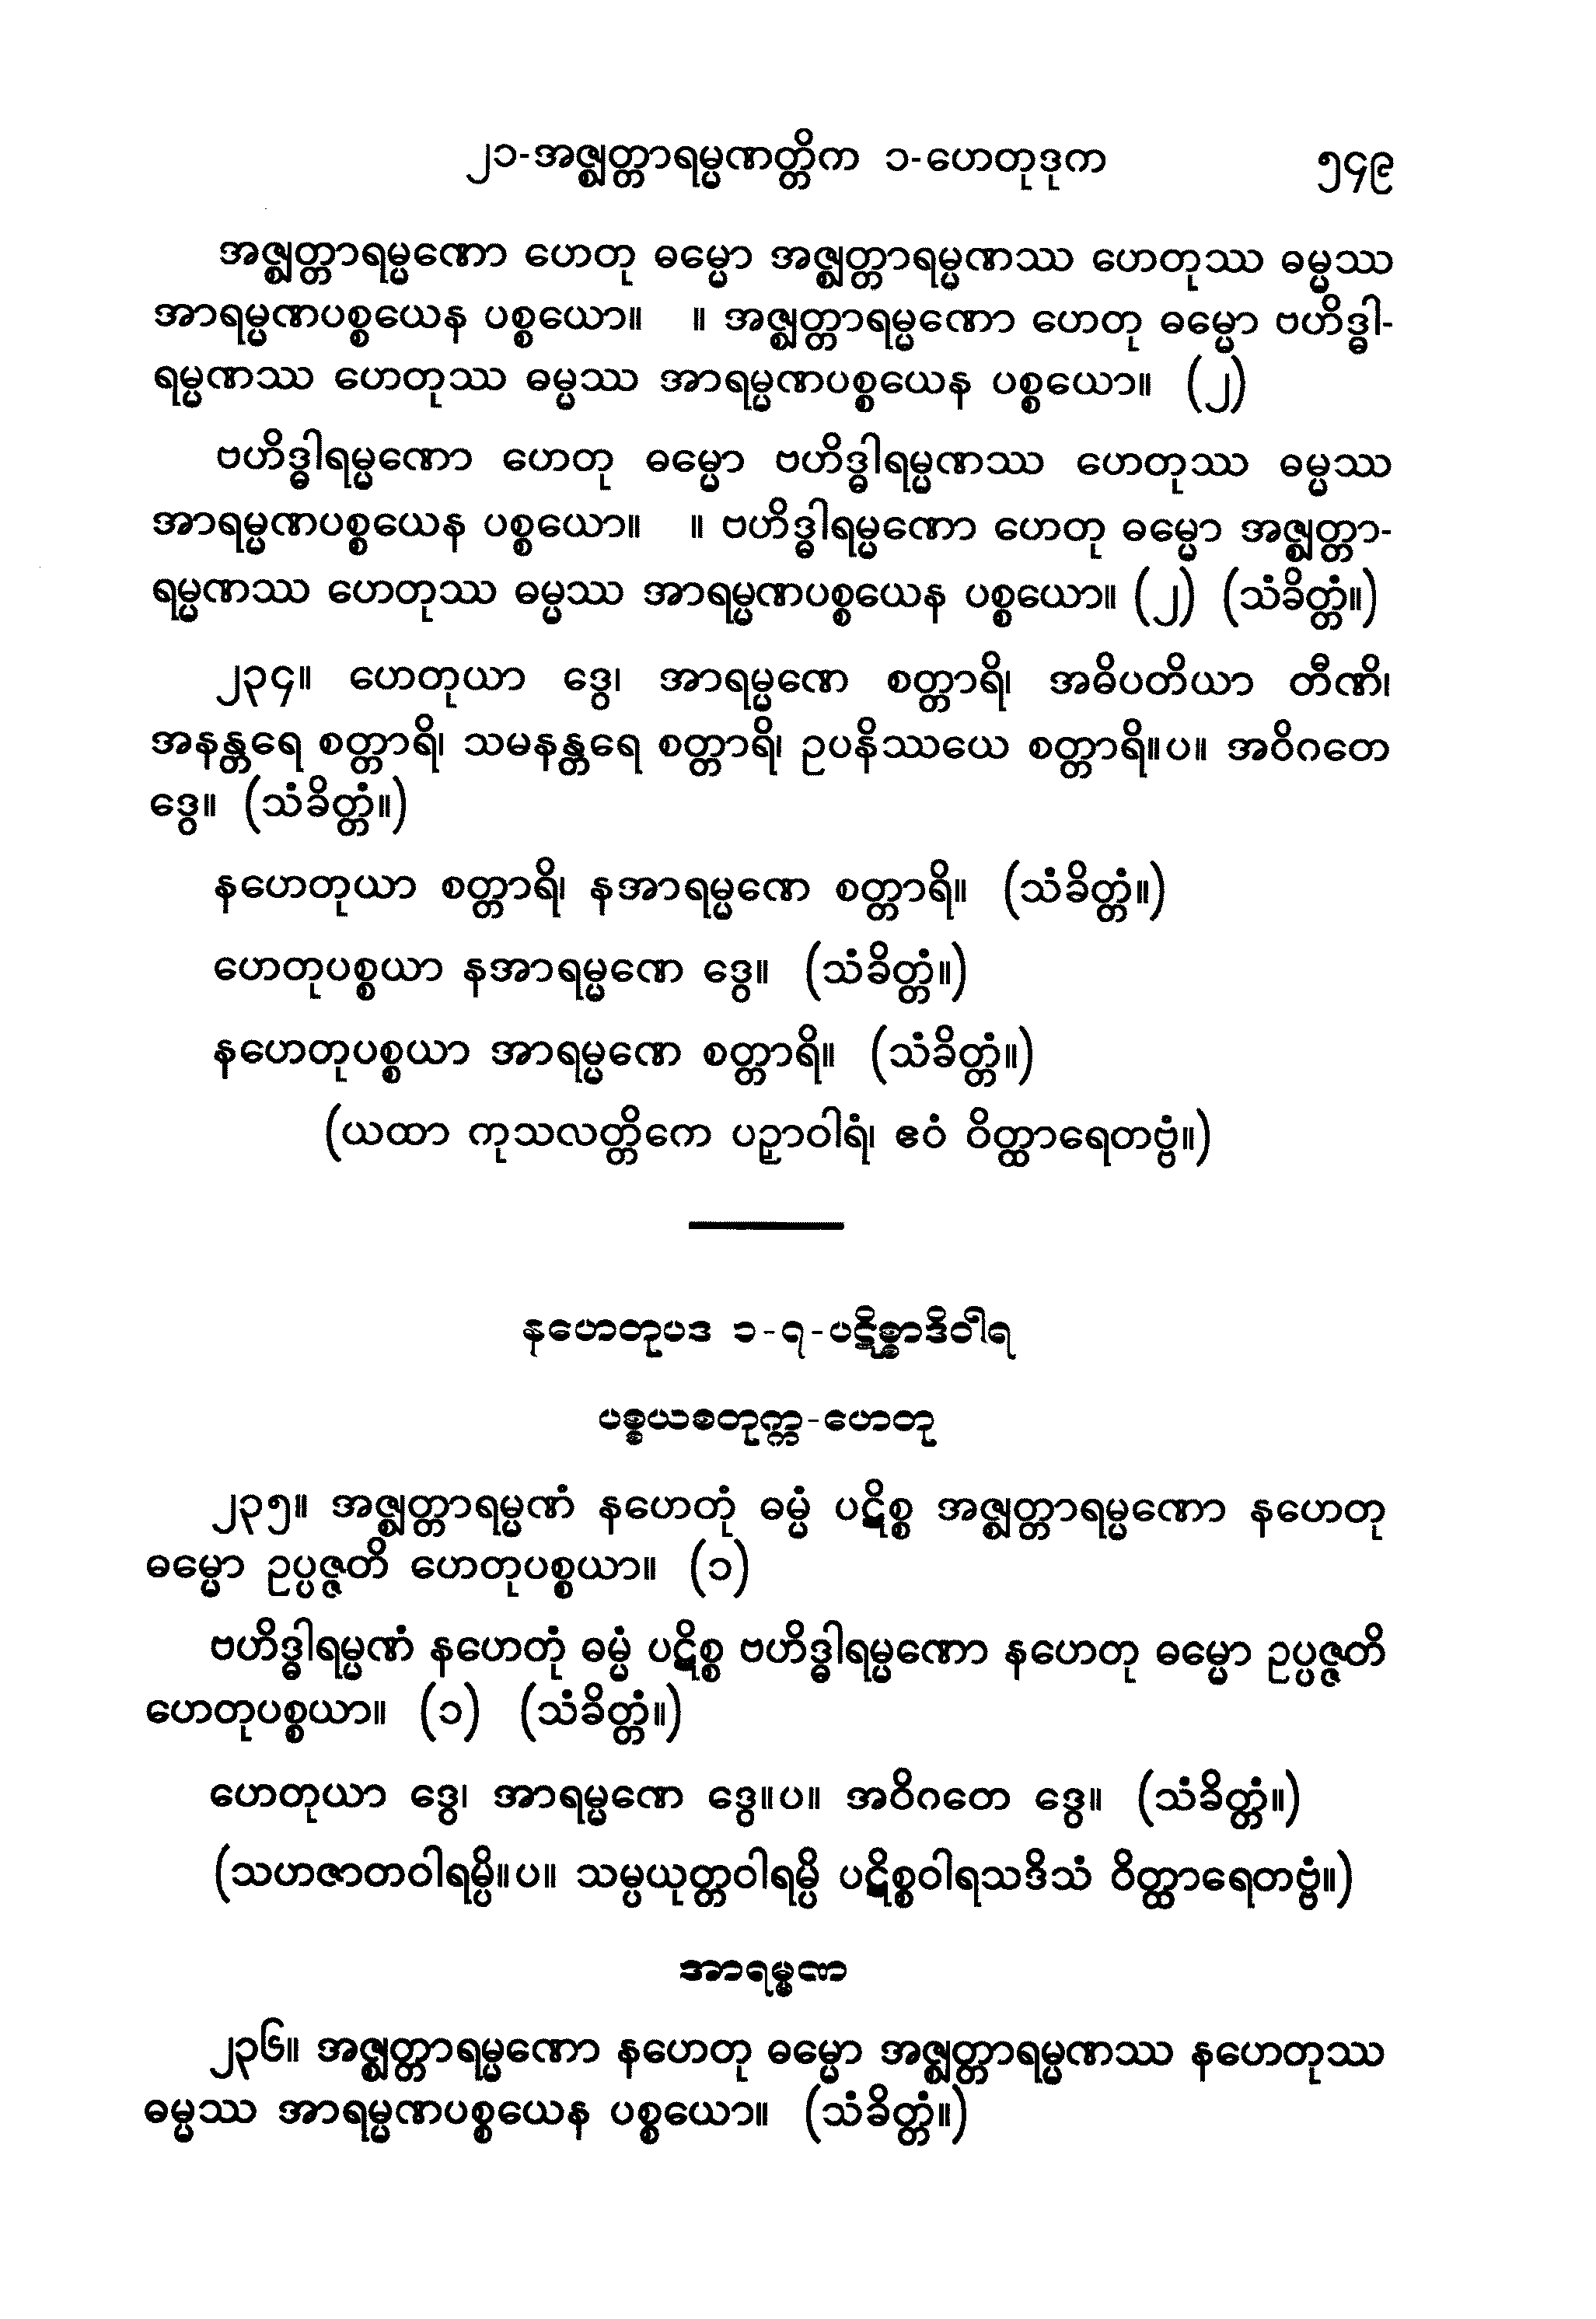 ၂၁-အဇ္ဈတ္တာရမ္မဏတ္တိက ၁-ဟေတုဒုက ၅၄၉
အဇ္ဈတ္တာရမ္မဏော ဟေတု ဓမ္မော အဇ္ဈတ္တာရမ္မဏဿ ဟေတုဿ ဓမ္မဿ
အာရမ္မဏပစ္စယေန ပစ္စယော။ ။ အဇ္ဈတ္တာရမ္မဏော ဟေတု ဓမ္မော ဗဟိဒ္ဓါ-
ရမ္မဏဿ ဟေတုဿ ဓမ္မဿ အာရမ္မဏပစ္စယေန ပစ္စယော။ (၂)
ဗဟိဒ္ဓါရမ္မဏော ဟေတု ဓမ္မော ဗဟိဒ္ဓါရမ္မဏဿ ဟေတုဿ ဓမ္မဿ
အာရမ္မဏပစ္စယေန ပစ္စယော။ ။ ဗဟိဒ္ဓါရမ္မဏော ဟေတု ဓမ္မော အဇ္ဈတ္တာ-
ရမ္မဏဿ ဟေတုဿ ဓမ္မဿ အာရမ္မဏပစ္စယေန ပစ္စယော။ (၂) (သံခိတ္တံ။)
၂၃၄။ ဟေတုယာ ဒွေ၊ အာရမ္မဏေ စတ္တာရိ၊ အဓိပတိယာ တီဏိ၊
အနန္တရေ စတ္တာရိ၊ သမနန္တရေ စတ္တာရိ၊ ဥပနိဿယေ စတ္တာရိ။ပ။ အဝိဂတေ
ဒွေ။ (သံခိတ္တံ။)
နဟေတုယာ စတ္တာရိ၊ နအာရမ္မဏေ စတ္တာရိ။ (သံခိတ္တံ။)
ဟေတုပစ္စယာ နအာရမ္မဏေ ဒွေ။ (သံခိတ္တံ။)
နဟေတုပစ္စယာ အာရမ္မဏေ စတ္တာရိ။ (သံခိတ္တံ။)
(ယထာ ကုသလတ္တိကေ ပဉှာဝါရံ၊ ဧဝံ ဝိတ္ထာရေတဗ္ဗံ။)
နဟေတုပဒ ၁-၇-ပဋိစ္စာဒိဝါရ
ပစ္စယစတုက္က-ဟေတု
၂၃၅။ အဇ္ဈတ္တာရမ္မဏံ နဟေတုံ ဓမ္မံ ပဋိစ္စ အဇ္ဈတ္တာရမ္မဏော နဟေတု
ဓမ္မော ဥပ္ပဇ္ဇတိ ဟေတုပစ္စယာ။ (၁)
ဗဟိဒ္ဓါရမ္မဏံ နဟေတုံ ဓမ္မံ ပဋိစ္စ ဗဟိဒ္ဓါရမ္မဏော နဟေတု ဓမ္မော ဥပ္ပဇ္ဇတိ
ဟေတုပစ္စယာ။ (၁) (သံခိတ္တံ။)
ဟေတုယာ ဒွေ၊ အာရမ္မဏေ ဒွေ။ပ။ အဝိဂတေ ဒွေ။ (သံခိတ္တံ။)
(သဟဇာတဝါရမ္ပိ။ပ။ သမ္ပယုတ္တဝါရမ္ပိ ပဋိစ္စဝါရသဒိသံ ဝိတ္ထာရေတဗ္ဗံ။)
အာရမ္မဏ
၂၃၆။ အဇ္ဈတ္တာရမ္မဏော နဟေတု ဓမ္မော အဇ္ဈတ္တာရမ္မဏဿ နဟေတုဿ
ဓမ္မဿ အာရမ္မဏပစ္စယေန ပစ္စယော။ (သံခိတ္တံ။)